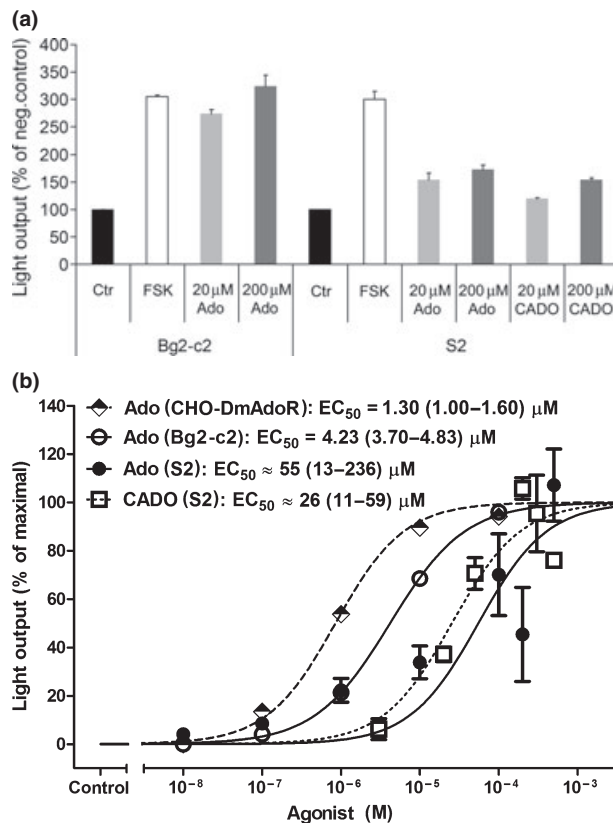 (a)
Light output (% of neg.control)
400
350
300
250
200
150
100
50
0
Ctr
FSK
20 µM Ado
200 µM Ado
Ctr
FSK
20 µM Ado
200 µM Ado
20 µM CADO
200 µM CADO
Bg2-c2
S2
(b)
Light output (% of maximal)
140
120
100
80
60
40
20
0
Ado (CHO-DmAdoR): EC50 = 1.30 (1.00–1.60) µM
Ado (Bg2-c2): EC50 = 4.23 (3.70–4.83) µM
Ado (S2): EC50 ≈ 55 (13–236) µM
CADO (S2): EC50 ≈ 26 (11–59) µM
Control
10⁻⁸
10⁻⁷
10⁻⁶
10⁻⁵
10⁻⁴
10⁻³
Agonist (M)